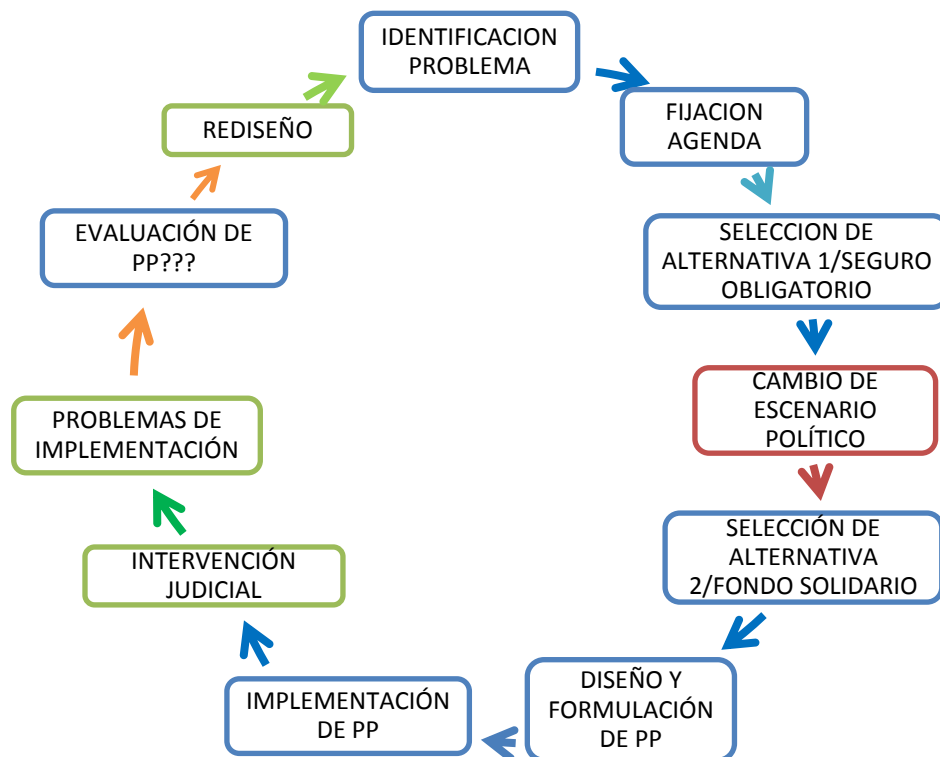 IDENTIFICACION
PROBLEMA
FIJACION
AGENDA
SELECCION DE
ALTERNATIVA 1/SEGURO
OBLIGATORIO
CAMBIO DE
ESCENARIO
POLÍTICO
SELECCIÓN DE
ALTERNATIVA
2/FONDO SOLIDARIO
DISEÑO Y
FORMULACIÓN
DE PP
IMPLEMENTACIÓN
DE PP
INTERVENCIÓN
JUDICIAL
PROBLEMAS DE
IMPLEMENTACIÓN
EVALUACIÓN DE
PP???
REDISEÑO